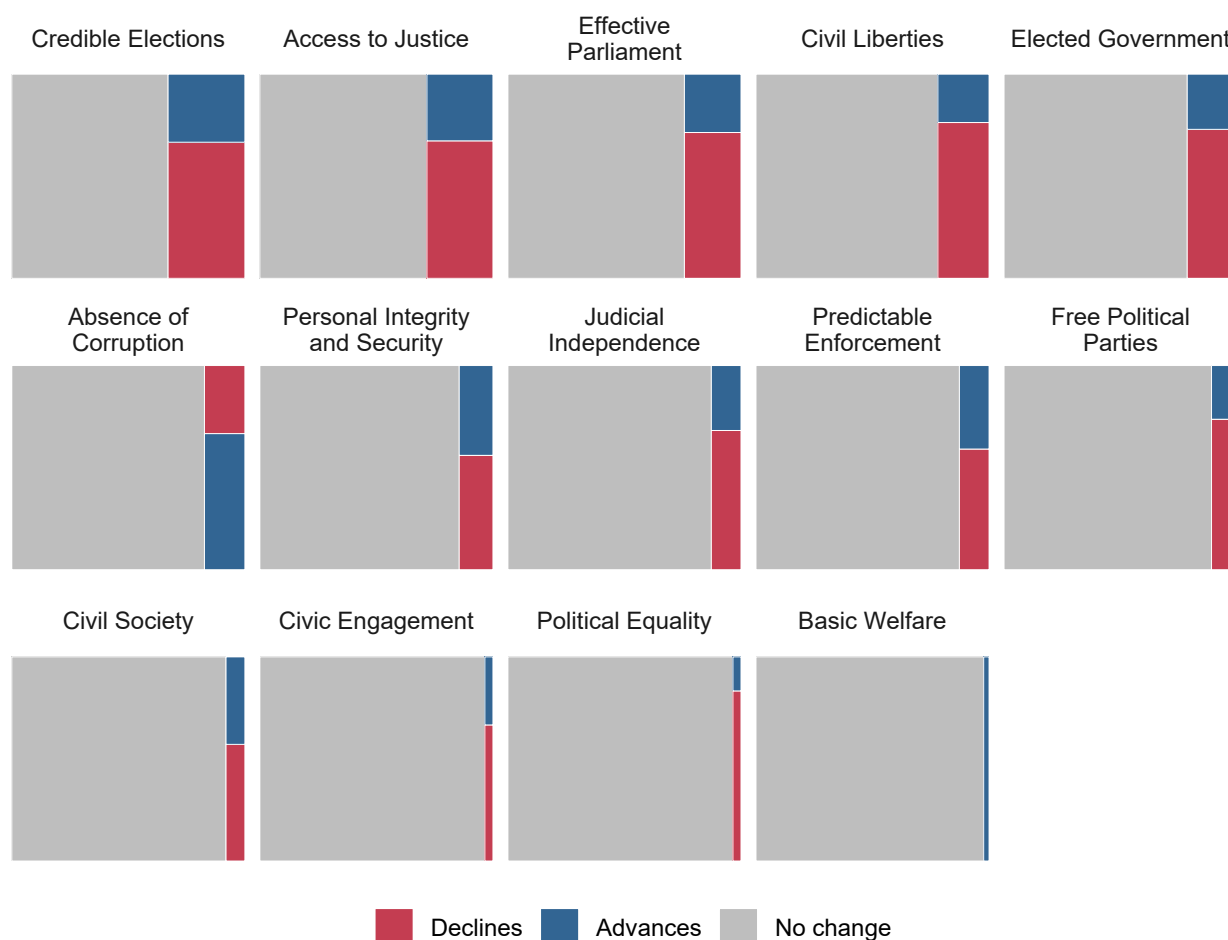 Credible Elections
Access to Justice
Effective
Parliament
Civil Liberties
Elected Government
Absence of
Corruption
Personal Integrity
and Security
Judicial
Independence
Predictable
Enforcement
Free Political
Parties
Civil Society
Civic Engagement
Political Equality
Basic Welfare
Declines
Advances
No change